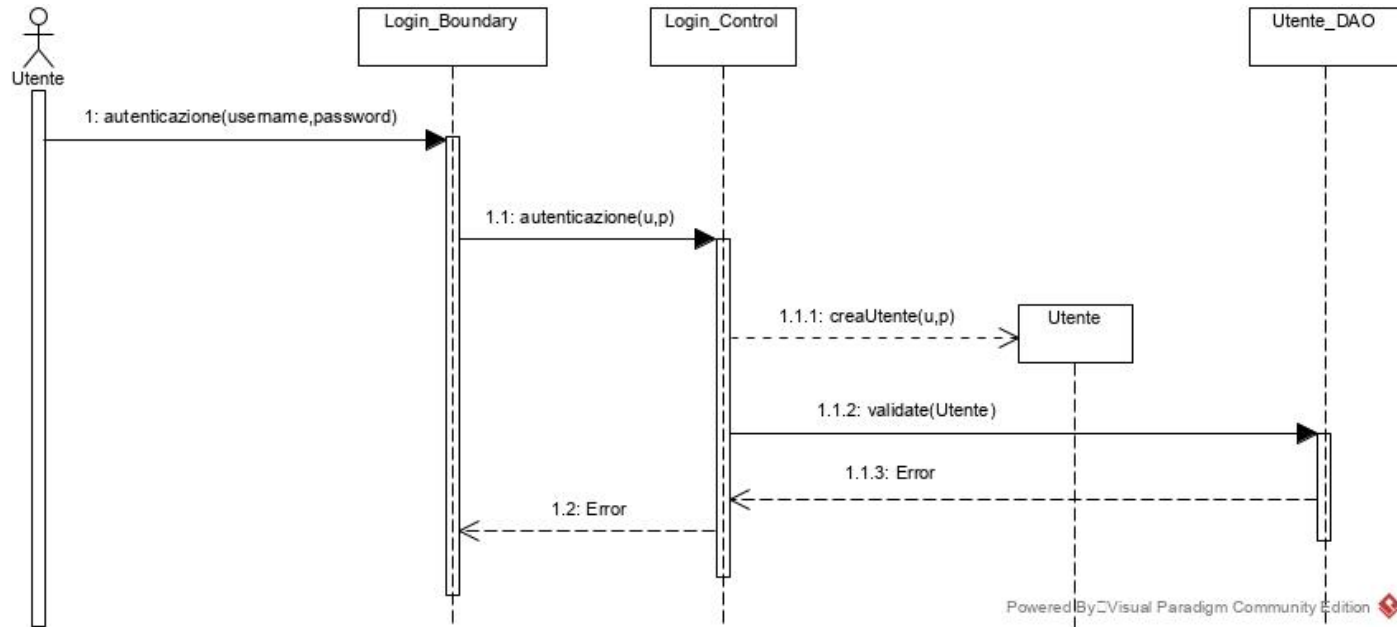 Login_Boundary
Login_Control
Utente_DAO
Utente
1: autenticazione(username,password)
1.1: autenticazione(u,p)
1.1.1: creaUtente(u,p)
Utente
1.1.2: validate(Utente)
1.1.3: Error
1.2: Error
Powered By Visual Paradigm Community Edition